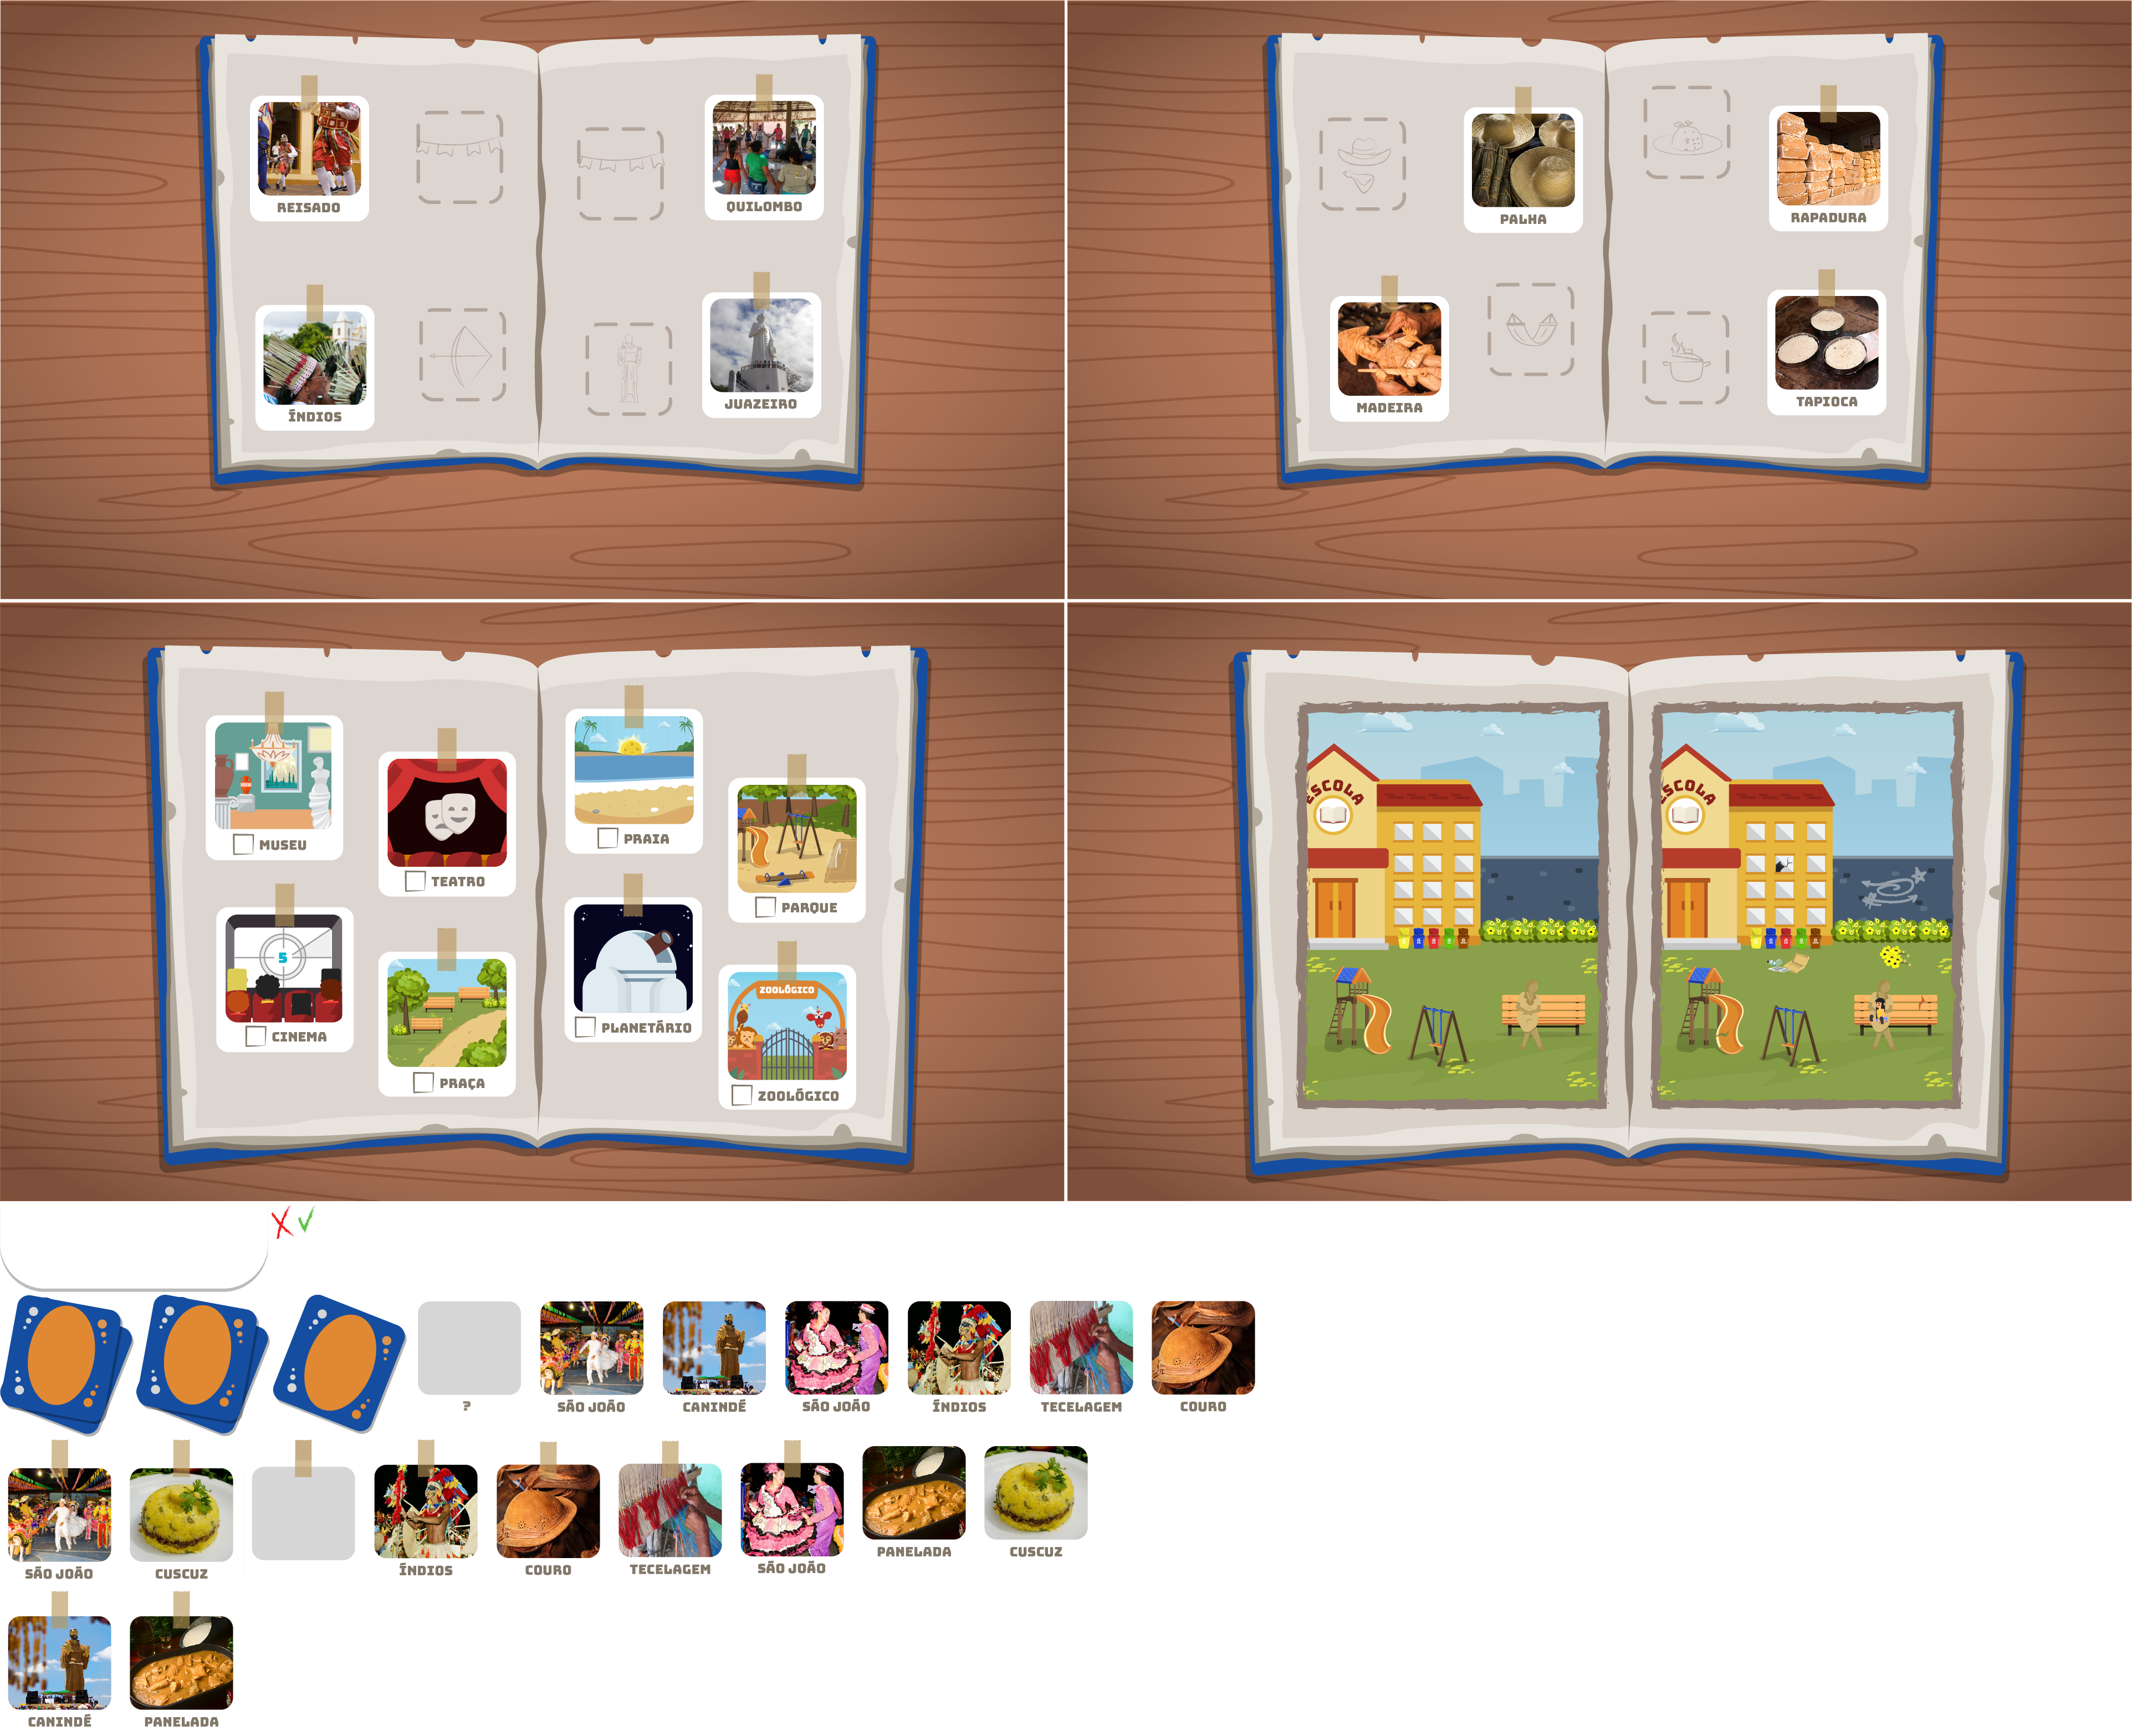 REISADO
QUILOMBO
ÍNDIOS
JUAZEIRO
PALHA
RAPADURA
MADEIRA
TAPIOCA
MUSEU
TEATRO
PRAIA
PARQUE
5
CINEMA
PRAÇA
PLANETÁRIO
ZOOLÓGICO
ZOOLÓGICO
ESCOLA
ESCOLA
?
SÃO JOÃO
CANINDÉ
SÃO JOÃO
ÍNDIOS
TECELAGEM
COURO
SÃO JOÃO
CUSCUZ
ÍNDIOS
COURO
TECELAGEM
SÃO JOÃO
PANELADA
CUSCUZ
CANINDÉ
PANELADA